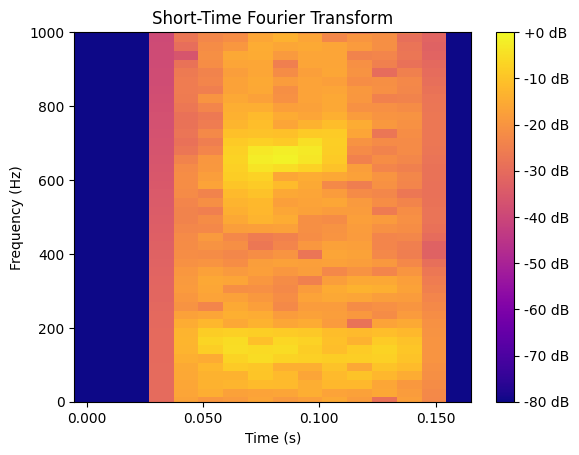 Short-Time Fourier Transform
1000
800
600
400
200
0
Frequency (Hz)
0.000
0.050
0.100
0.150
Time (s)
+0 dB
-10 dB
-20 dB
-30 dB
-40 dB
-50 dB
-60 dB
-70 dB
-80 dB